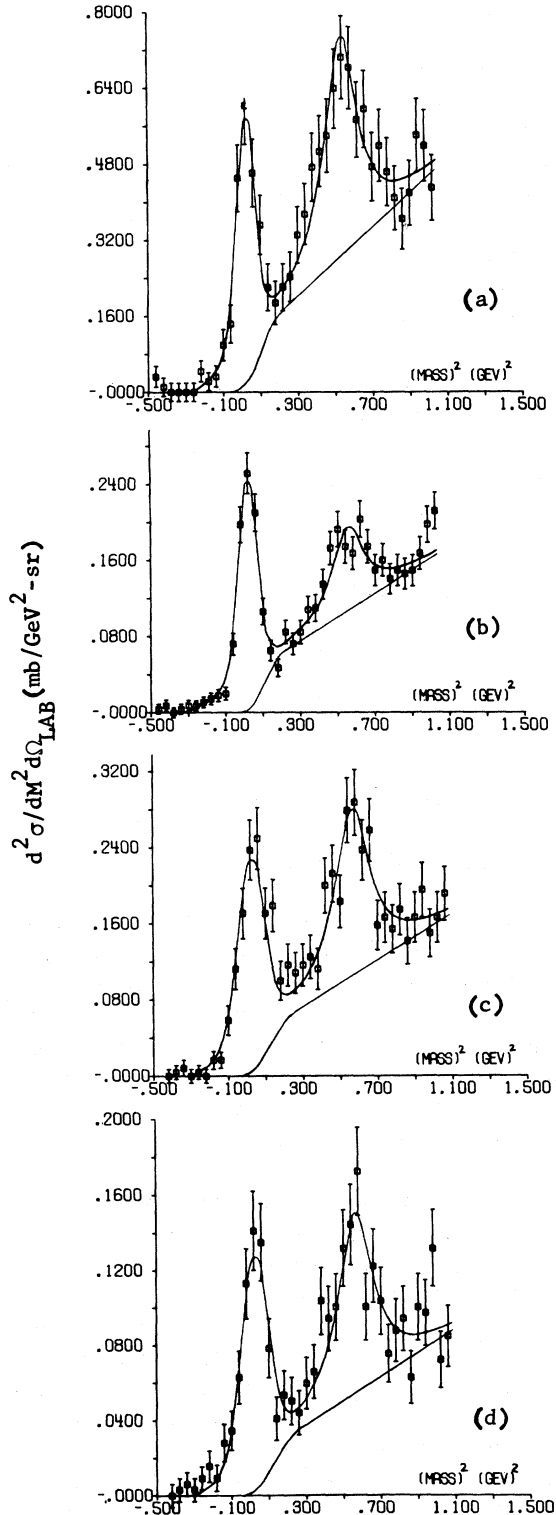 .8000
.6400
.4800
.3200
.1600
-.0000
(a)
(MASS)² (GEV)²
-.500 -.100 .300 .700 1.100 1.500
.2400
.1600
.0800
-.0000
(b)
(MASS)² (GEV)²
-.500 -.100 .300 .700 1.100 1.500
d²σ/dM²dΩLAB(mb/GeV²-sr)
.3200
.2400
.1600
.0800
-.0000
(c)
(MASS)² (GEV)²
-.500 -.100 .300 .700 1.100 1.500
.2000
.1600
.1200
.0800
.0400
-.0000
(d)
(MASS)² (GEV)²
-.500 -.100 .300 .700 1.100 1.500